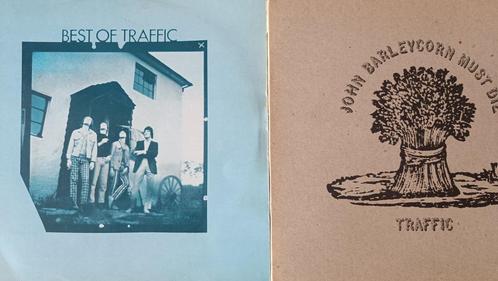 BEST OF TRAFFIC
JOHN BARLEYCORN MUST DIE
TRAFFIC